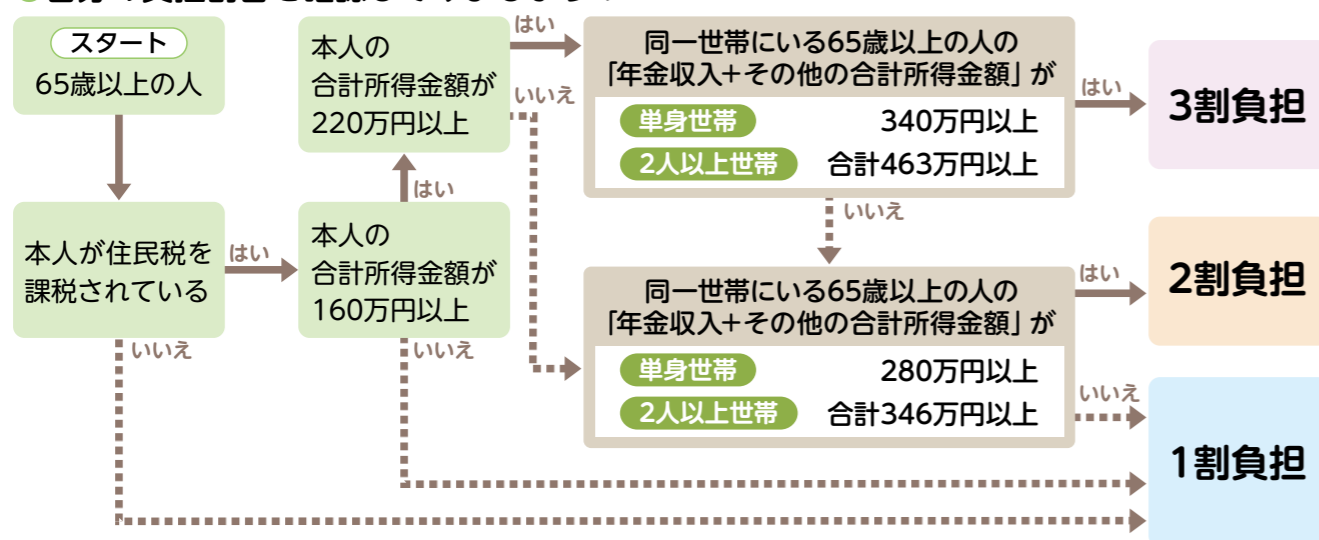 スタート
65歳以上の人
本人が住民税を
課税されている
はい
いいえ
本人の
合計所得金額が
160万円以上
はい
いいえ
本人の
合計所得金額が
220万円以上
はい
いいえ
同一世帯にいる65歳以上の人の
「年金収入+その他の合計所得金額」が
単身世帯 340万円以上
2人以上世帯 合計463万円以上
はい
いいえ
同一世帯にいる65歳以上の人の
「年金収入+その他の合計所得金額」が
単身世帯 280万円以上
2人以上世帯 合計346万円以上
はい
いいえ
3割負担
2割負担
1割負担